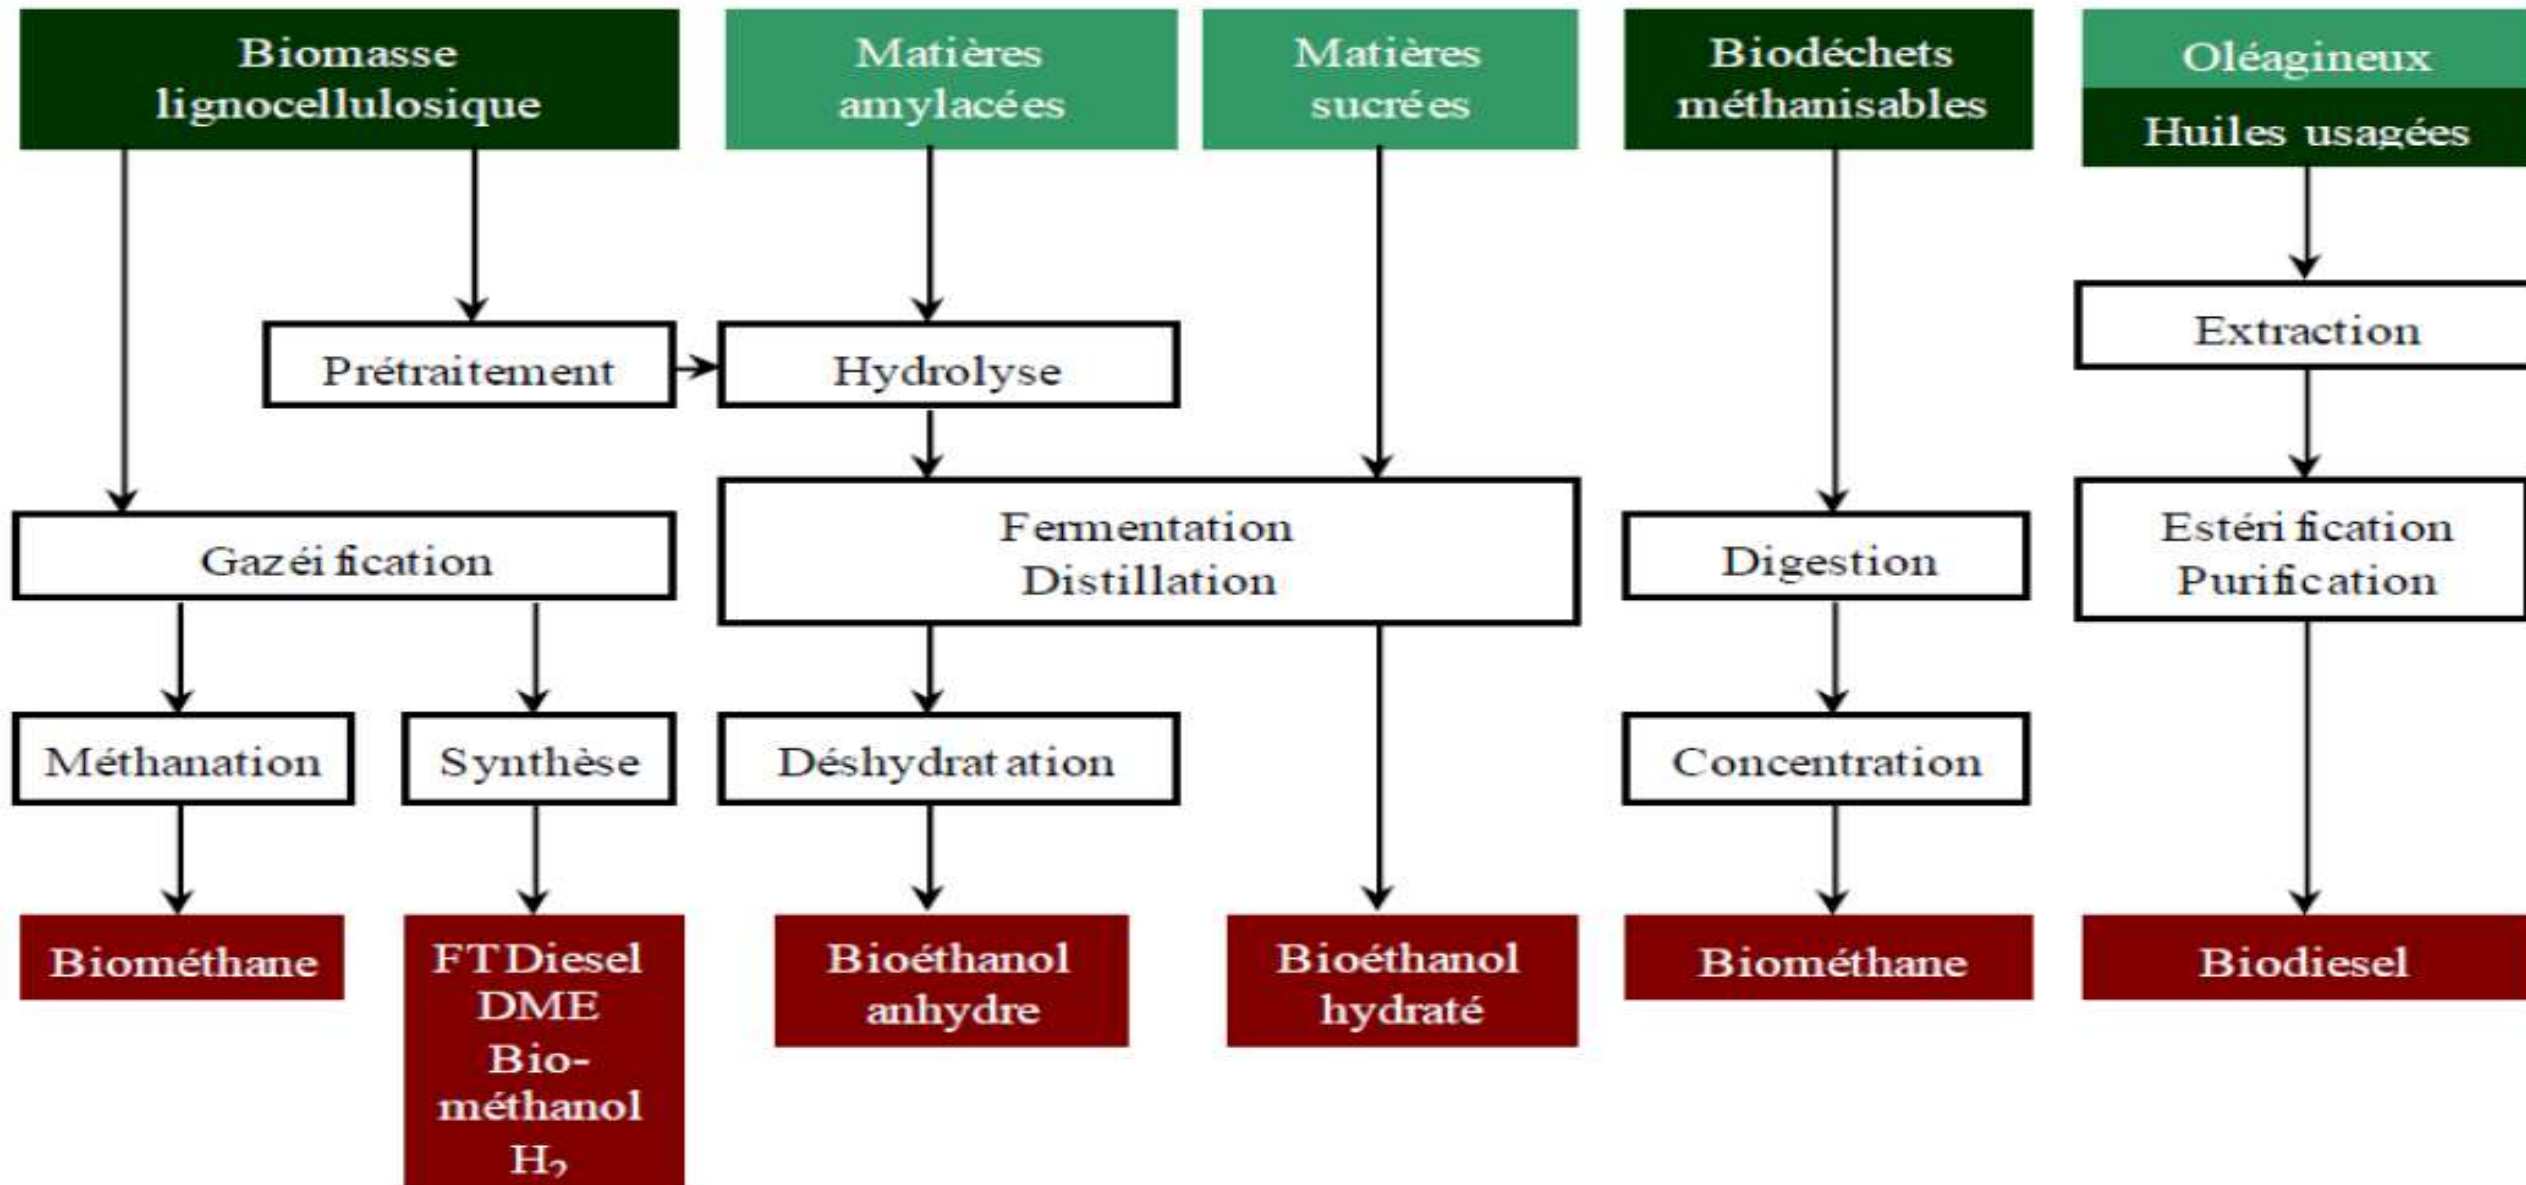 Biomasse
lignocellulosique
Matières
amylacées
Matières
sucrées
Biodéchets
méthanisables
Oléagineux
Huiles usagées
Prétraitement
Hydrolyse
Extraction
Gazéification
Fermentation
Distillation
Digestion
Estérification
Purification
Méthanation
Synthèse
Déshydratation
Concentration
Biométhane
FTDiesel
DME
Bio-
méthanol
H₂
Bioéthanol
anhydre
Bioéthanol
hydraté
Biométhane
Biodiesel